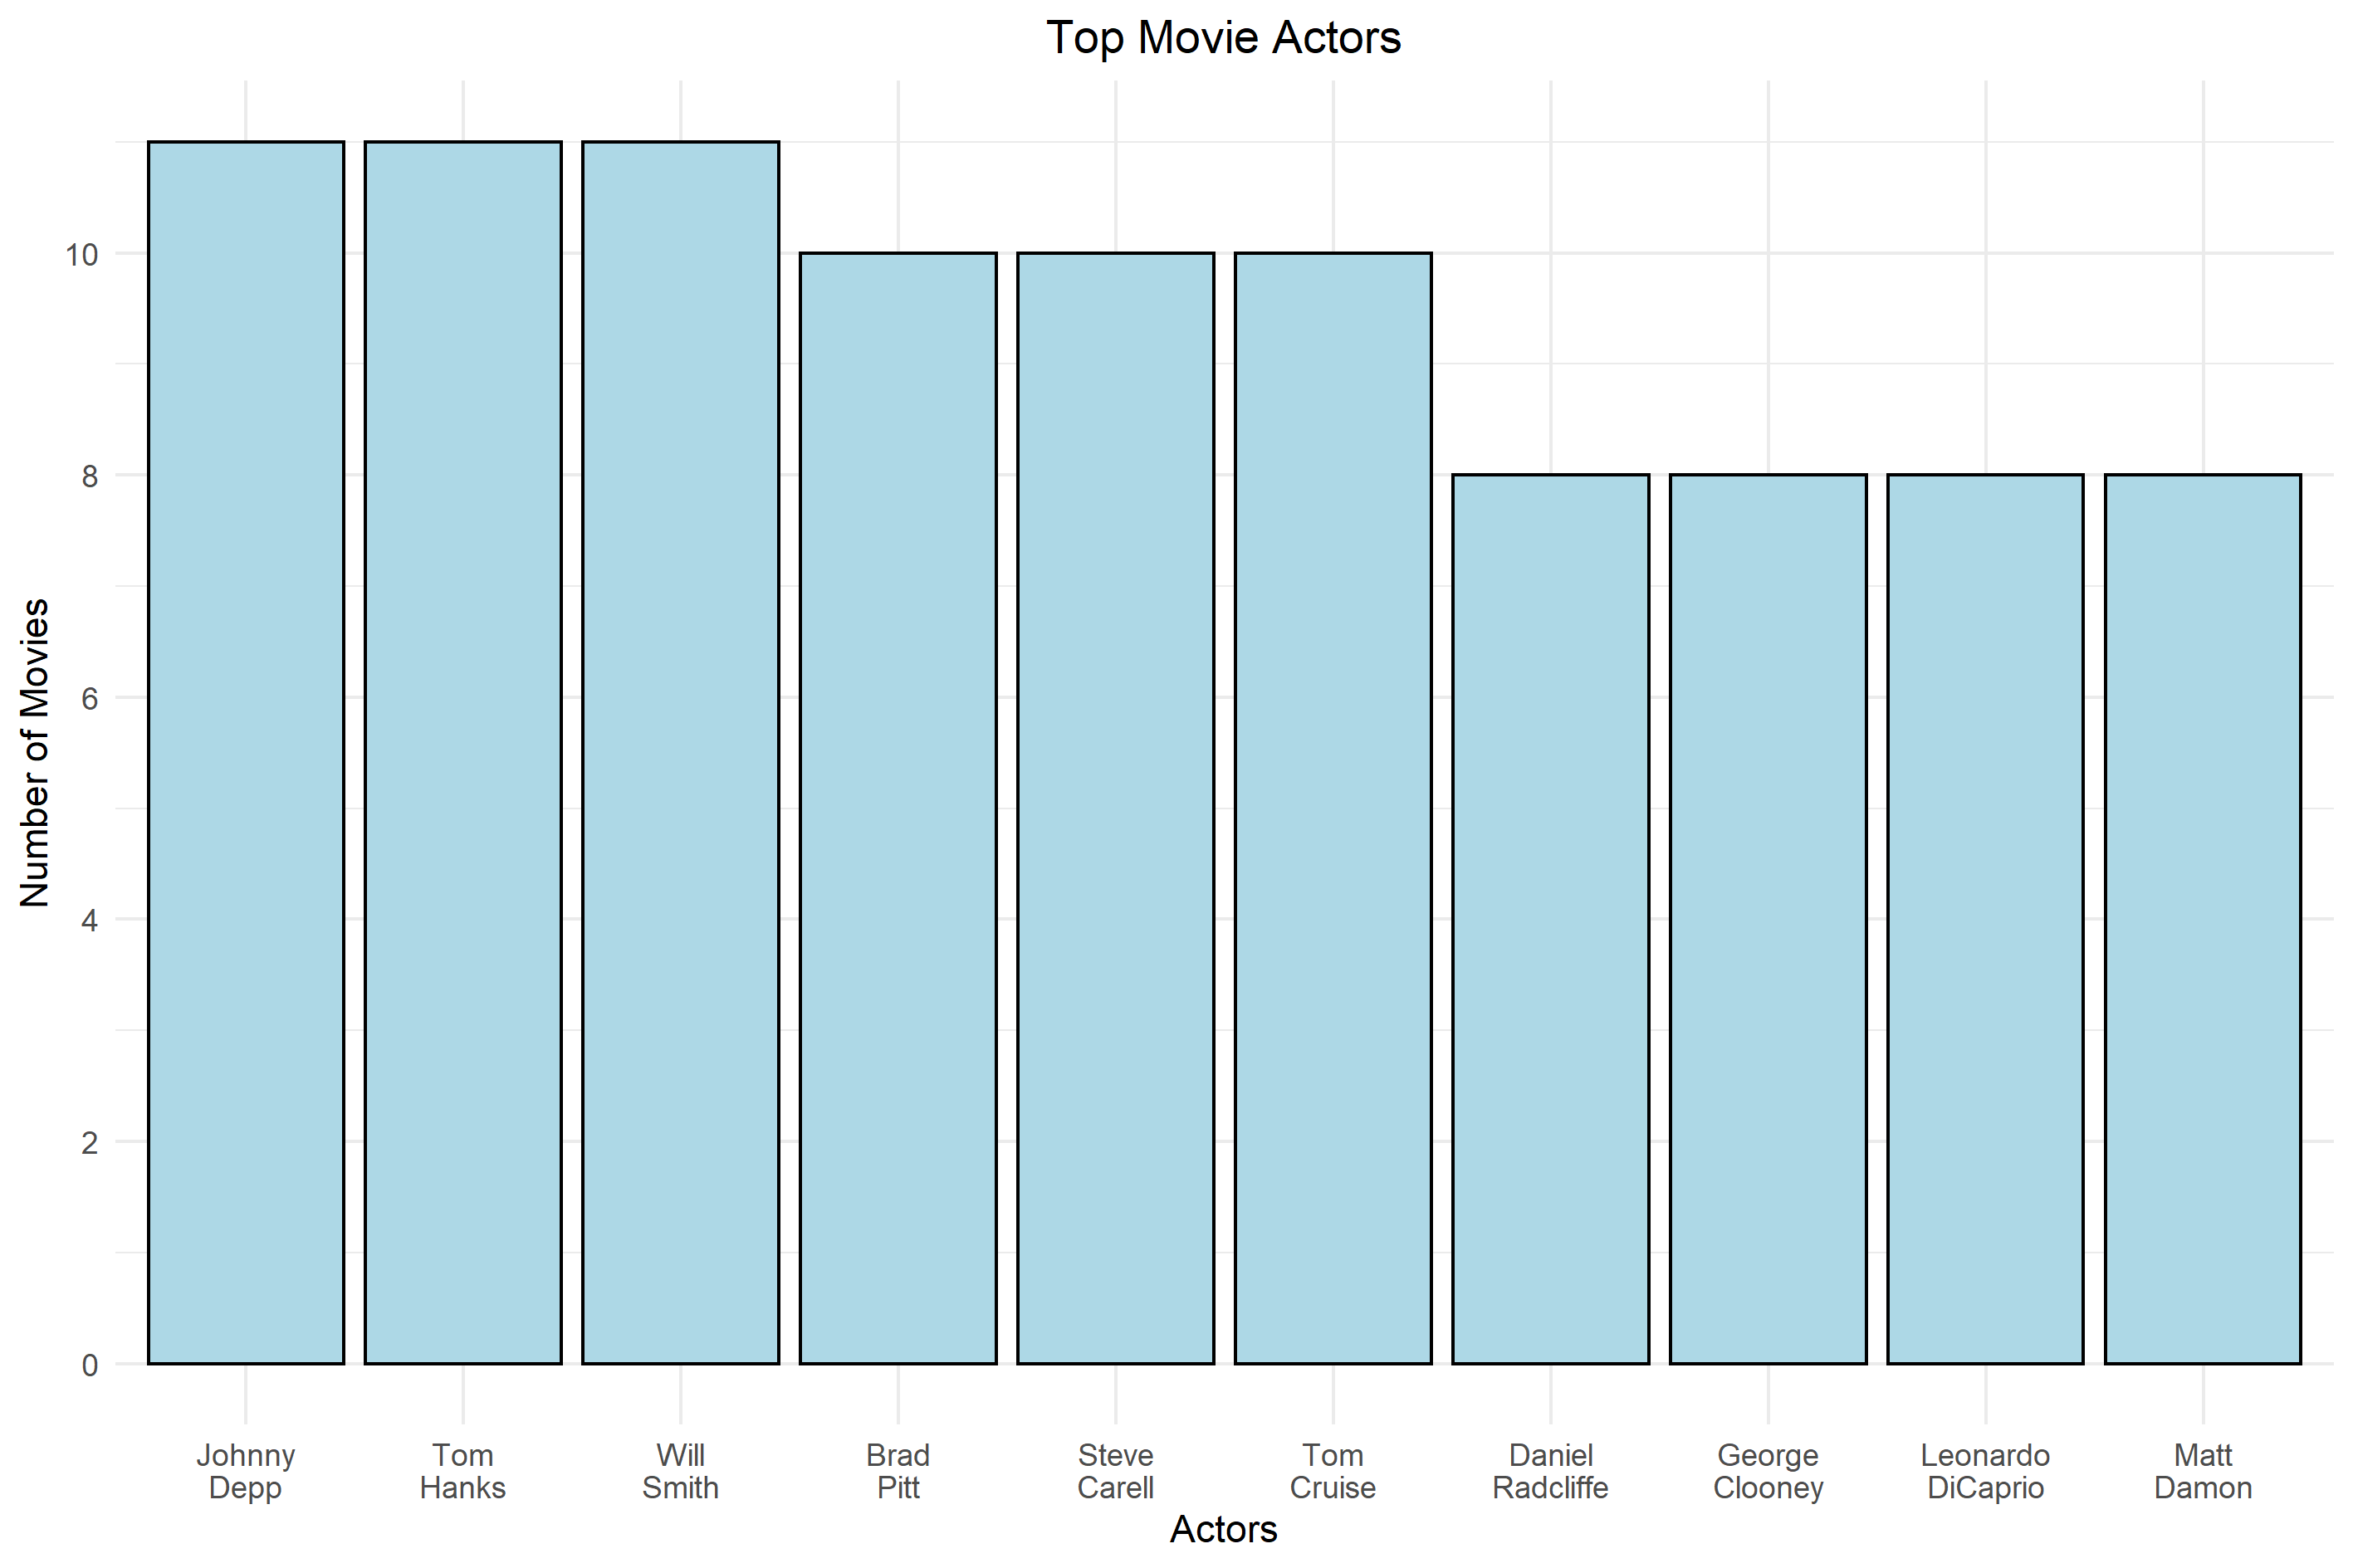 Top Movie Actors
Number of Movies
10
8
6
4
2
0
Johnny
Depp
Tom
Hanks
Will
Smith
Brad
Pitt
Steve
Carell
Tom
Cruise
Daniel
Radcliffe
George
Clooney
Leonardo
DiCaprio
Matt
Damon
Actors